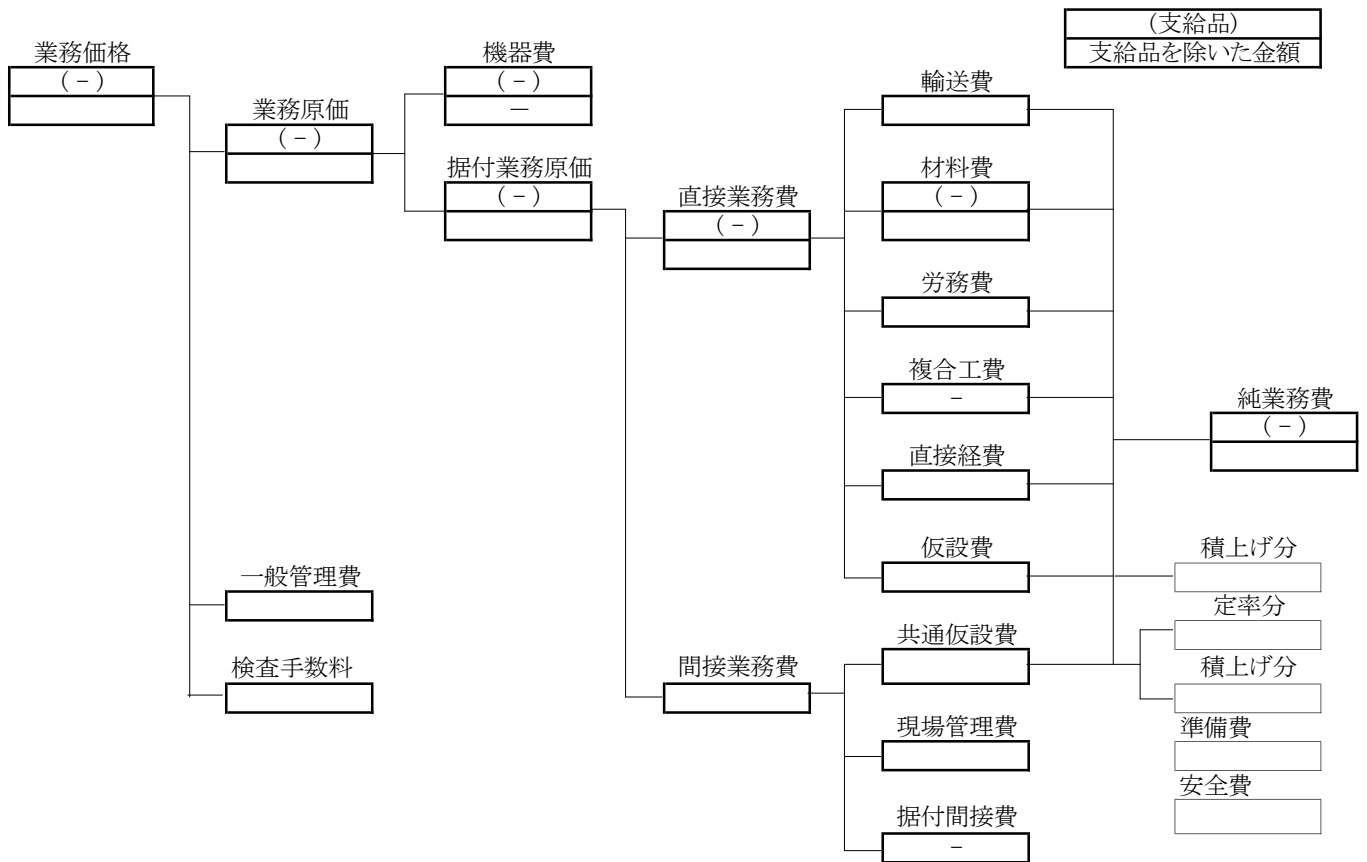 (支給品)
支給品を除いた金額
業務価格
(-)
業務原価
(-)
機器費
(-)
－
据付業務原価
(-)
直接業務費
(-)
輸送費
材料費
(-)
労務費
複合工費
-
直接経費
仮設費
純業務費
(-)
積上げ分
定率分
積上げ分
準備費
安全費
一般管理費
検査手数料
間接業務費
共通仮設費
現場管理費
据付間接費
-